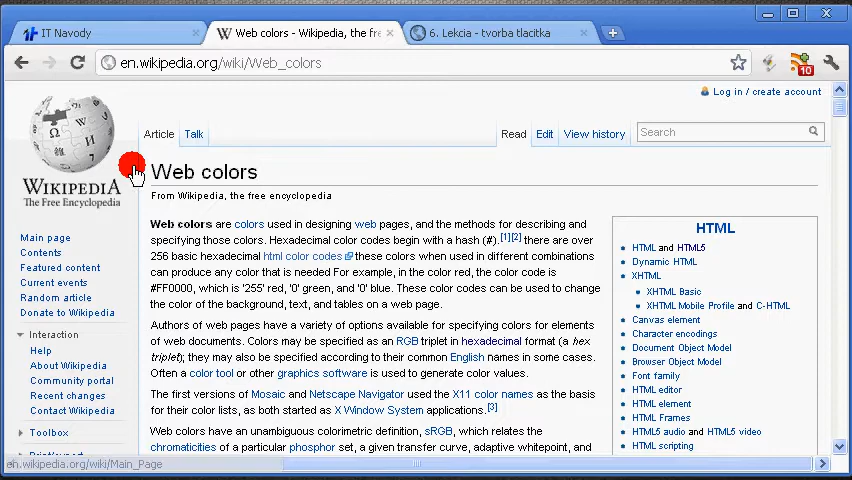 IT Navody
Web colors - Wikipedia, the fre
6. Lekcia - tvorba tlacitka
en.wikipedia.org/wiki/Web_colors
10
Log in / create account
Article Talk Read Edit View history Search
WIKIPEDIA
The Free Encyclopedia
Web colors
From Wikipedia, the free encyclopedia
Web colors are colors used in designing web pages, and the methods for describing and
specifying those colors. Hexadecimal color codes begin with a hash (#).[1][2] there are over
256 basic hexadecimal html color codes these colors when used in different combinations
can produce any color that is needed For example, in the color red, the color code is
#FF0000, which is '255' red, '0' green, and '0' blue. These color codes can be used to change
the color of the background, text, and tables on a web page.
Authors of web pages have a variety of options available for specifying colors for elements
of web documents. Colors may be specified as an RGB triplet in hexadecimal format (a hex
triplet); they may also be specified according to their common English names in some cases.
Often a color tool or other graphics software is used to generate color values.
The first versions of Mosaic and Netscape Navigator used the X11 color names as the basis
for their color lists, as both started as X Window System applications.[3]
Web colors have an unambiguous colorimetric definition, sRGB, which relates the
chromaticities of a particular phosphor set, a given transfer curve, adaptive whitepoint, and
Main page
Contents
Featured content
Current events
Random article
Donate to Wikipedia
Interaction
Help
About Wikipedia
Community portal
Recent changes
Contact Wikipedia
Toolbox
HTML
HTML and HTML5
Dynamic HTML
XHTML
XHTML Basic
XHTML Mobile Profile and C-HTML
Canvas element
Character encodings
Document Object Model
Browser Object Model
Font family
HTML editor
HTML element
HTML Frames
HTML5 audio and HTML5 video
HTML scripting
en.wikipedia.org/wiki/Main_Page